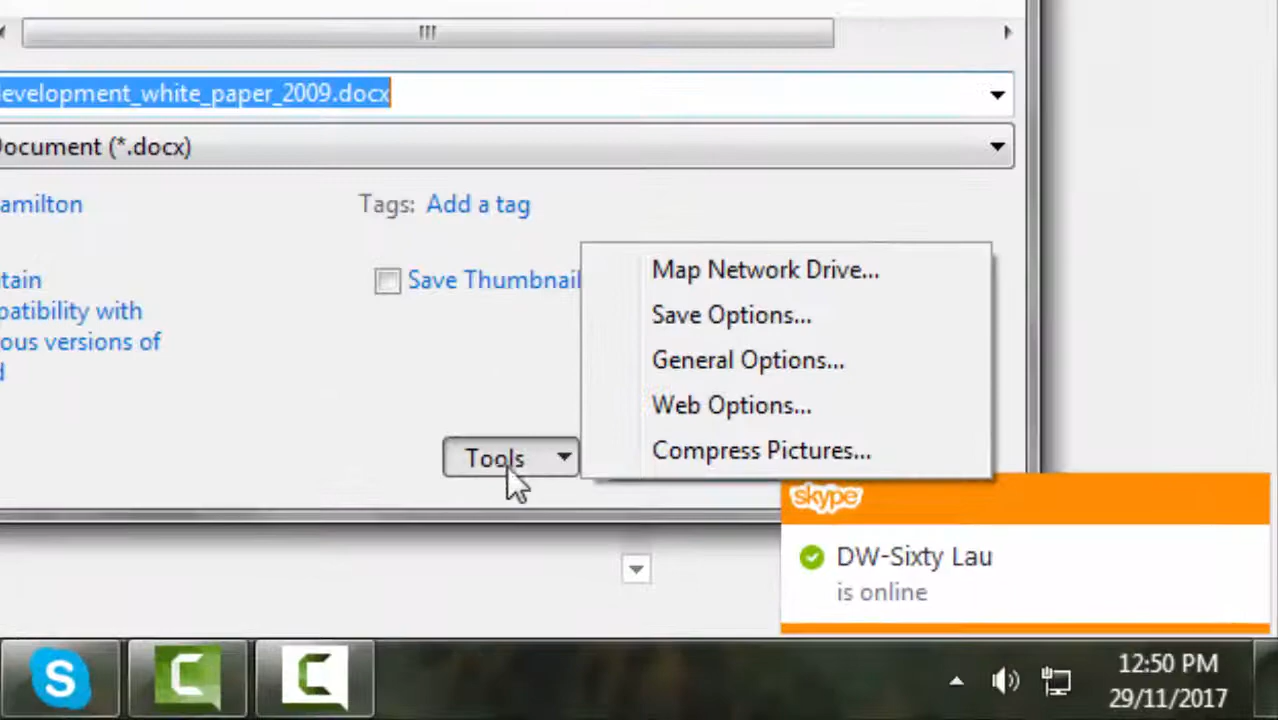 development_white_paper_2009.docx
Document (*.docx)
amilton
Tags: Add a tag
tain
patibility with
ous versions of
Save Thumbnail
Map Network Drive...
Save Options...
General Options...
Web Options...
Compress Pictures...
Tools
skype
DW-Sixty Lau
is online
12:50 PM
29/11/2017